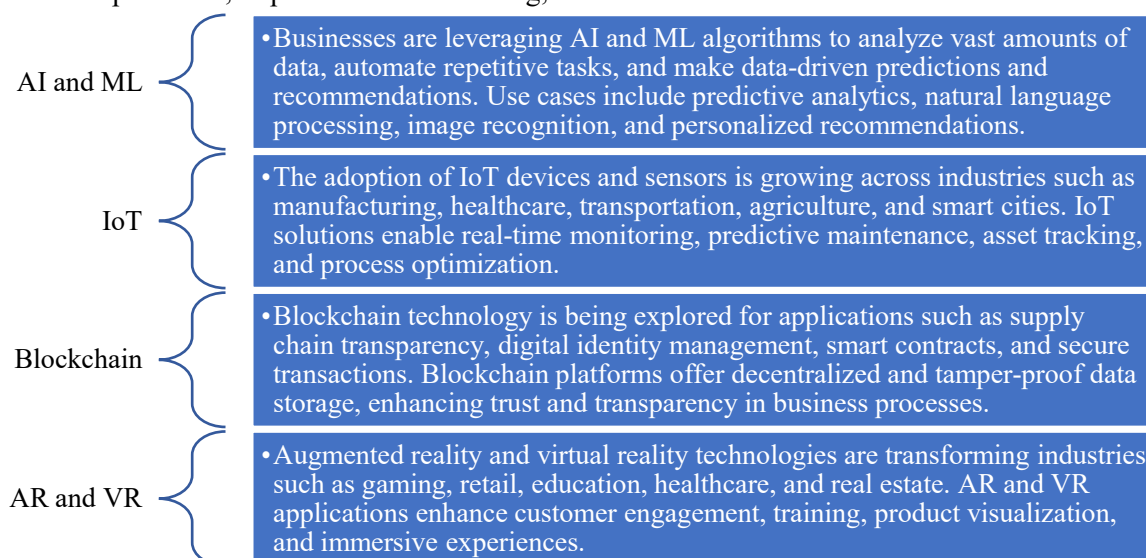 AI and ML
•Businesses are leveraging AI and ML algorithms to analyze vast amounts of
data, automate repetitive tasks, and make data-driven predictions and
recommendations. Use cases include predictive analytics, natural language
processing, image recognition, and personalized recommendations.
IoT
•The adoption of IoT devices and sensors is growing across industries such as
manufacturing, healthcare, transportation, agriculture, and smart cities. IoT
solutions enable real-time monitoring, predictive maintenance, asset tracking,
and process optimization.
Blockchain
•Blockchain technology is being explored for applications such as supply
chain transparency, digital identity management, smart contracts, and secure
transactions. Blockchain platforms offer decentralized and tamper-proof data
storage, enhancing trust and transparency in business processes.
AR and VR
•Augmented reality and virtual reality technologies are transforming industries
such as gaming, retail, education, healthcare, and real estate. AR and VR
applications enhance customer engagement, training, product visualization,
and immersive experiences.